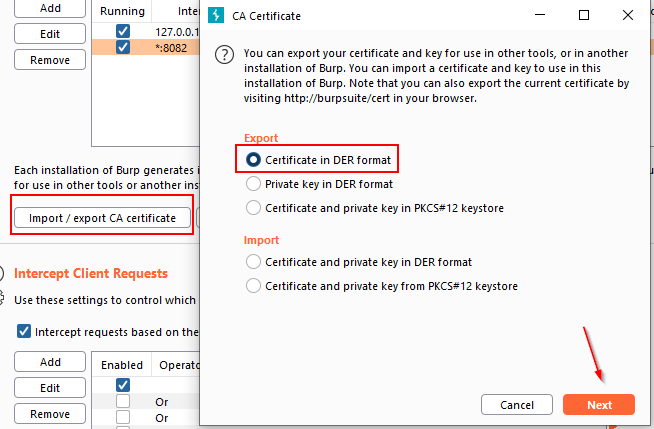 Add
Edit
Remove
Running
127.0.0.1
*:8082
Each installation of Burp generates
for use in other tools or another
Import / export CA certificate
Intercept Client Requests
Use these settings to control which
Intercept requests based on the
Add
Edit
Remove
Enabled
Or
Or
CA Certificate
You can export your certificate and key for use in other tools, or in another
installation of Burp. You can import a certificate and key to use in this
installation of Burp. Note that you can also export the current certificate by
visiting http://burpsuite/cert in your browser.
Export
Certificate in DER format
Private key in DER format
Certificate and private key in PKCS#12 keystore
Import
Certificate and private key in DER format
Certificate and private key from PKCS#12 keystore
Cancel
Next